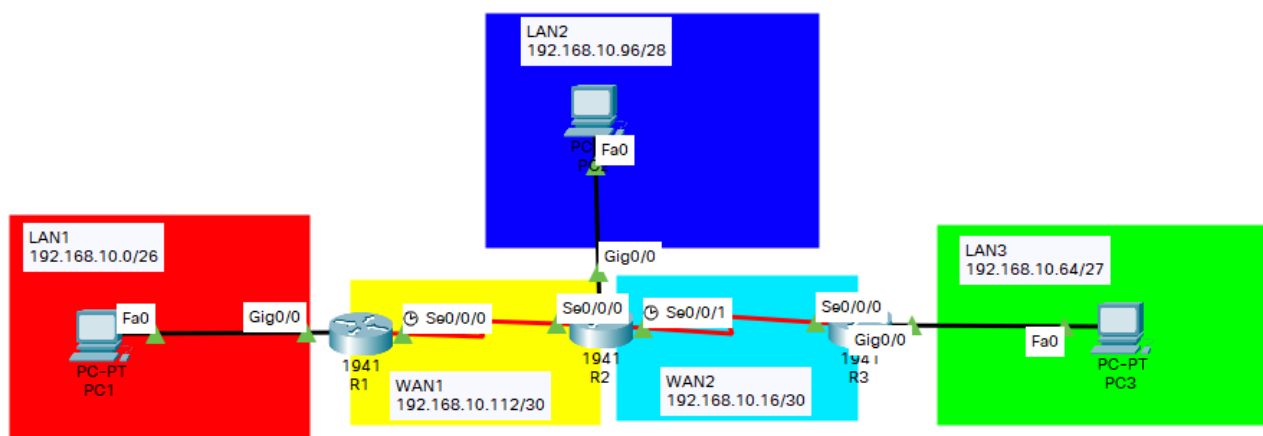 LAN2
192.168.10.96/28
Fa0
LAN1
192.168.10.0/26
Gig0/0
LAN3
192.168.10.64/27
Fa0
Gig0/0
Se0/0/0
Se0/0/0
Se0/0/1
Se0/0/0
Gig0/0
Fa0
PC-PT
PC1
1941
R1
1941
R2
1941
R3
PC-PT
PC3
WAN1
192.168.10.112/30
WAN2
192.168.10.16/30